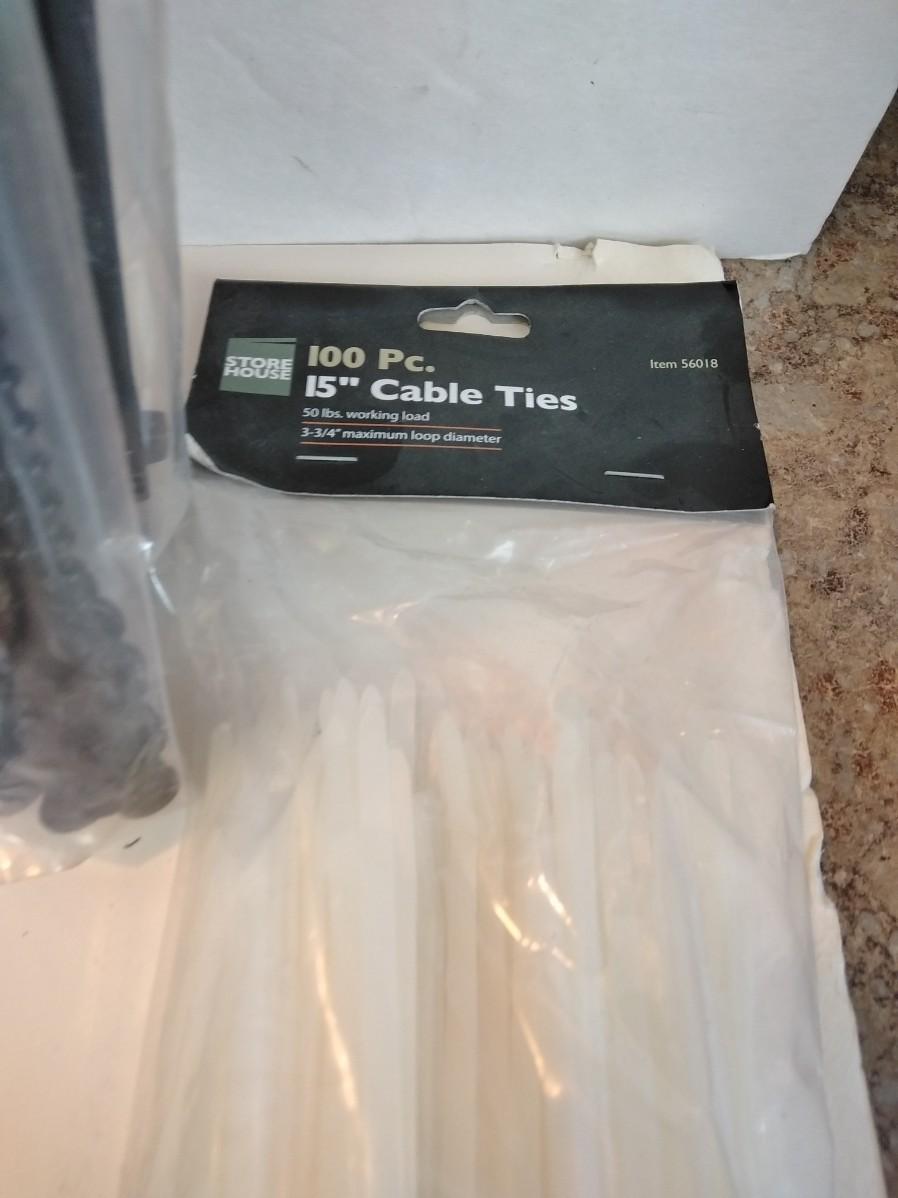 STORE
HOUSE
100 Pc.
15" Cable Ties
50 lbs. working load
3-3/4" maximum loop diameter
Item 56018